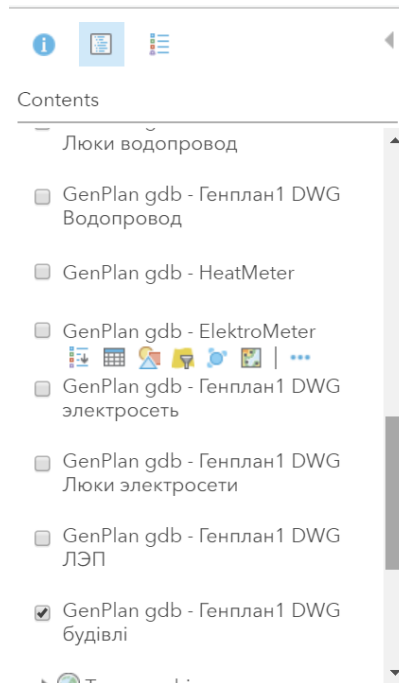 Contents
Люки водопровод
GenPlan gdb - Генплан1 DWG
Водопровод
GenPlan gdb - HeatMeter
GenPlan gdb - ElektroMeter
GenPlan gdb - Генплан1 DWG
электросеть
GenPlan gdb - Генплан1 DWG
Люки электросети
GenPlan gdb - Генплан1 DWG
ЛЭП
GenPlan gdb - Генплан1 DWG
будівлі